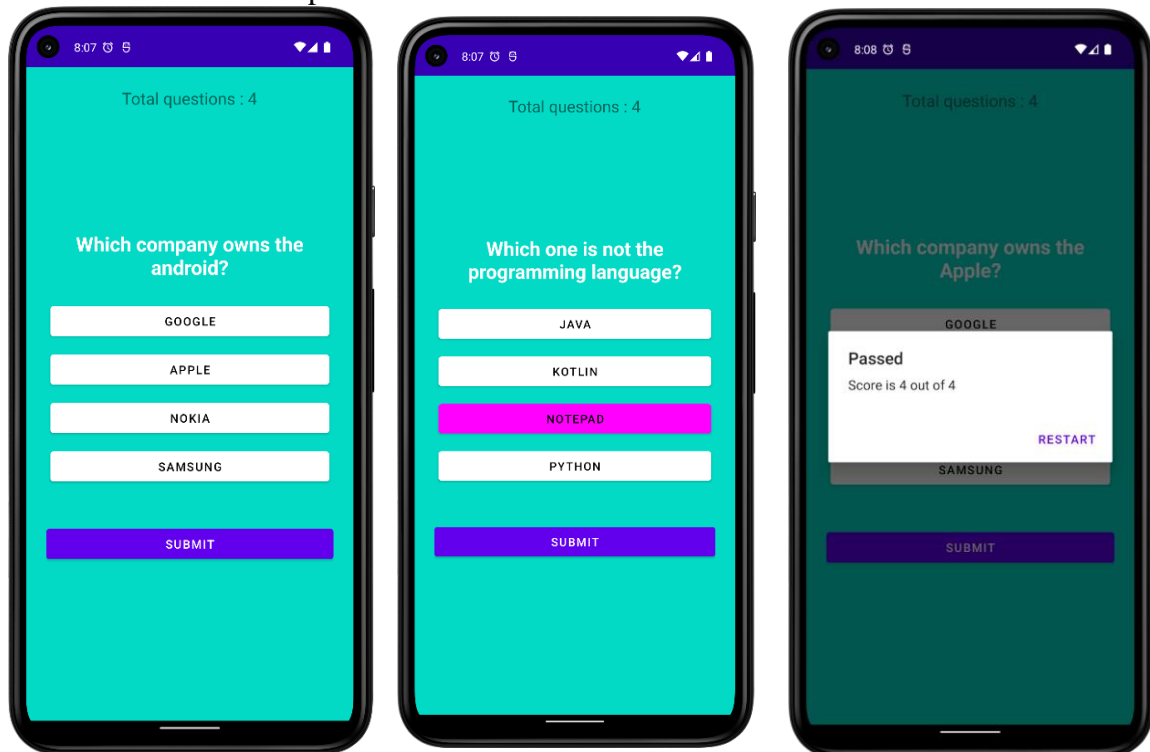 8:07
Total questions : 4
Which company owns the
android?
GOOGLE
APPLE
NOKIA
SAMSUNG
SUBMIT
8:07
Total questions : 4
Which one is not the
programming language?
JAVA
KOTLIN
NOTEPAD
PYTHON
SUBMIT
8:08
Total questions : 4
Which company owns the
Apple?
GOOGLE
Passed
Score is 4 out of 4
RESTART
SAMSUNG
SUBMIT